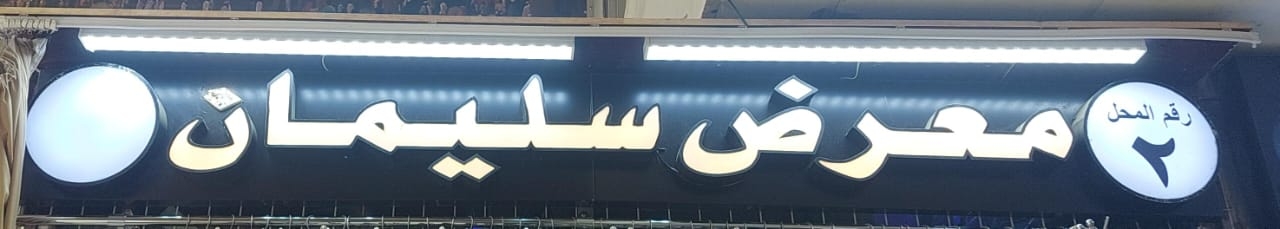 رقم المحل
٢
معرض سليمان